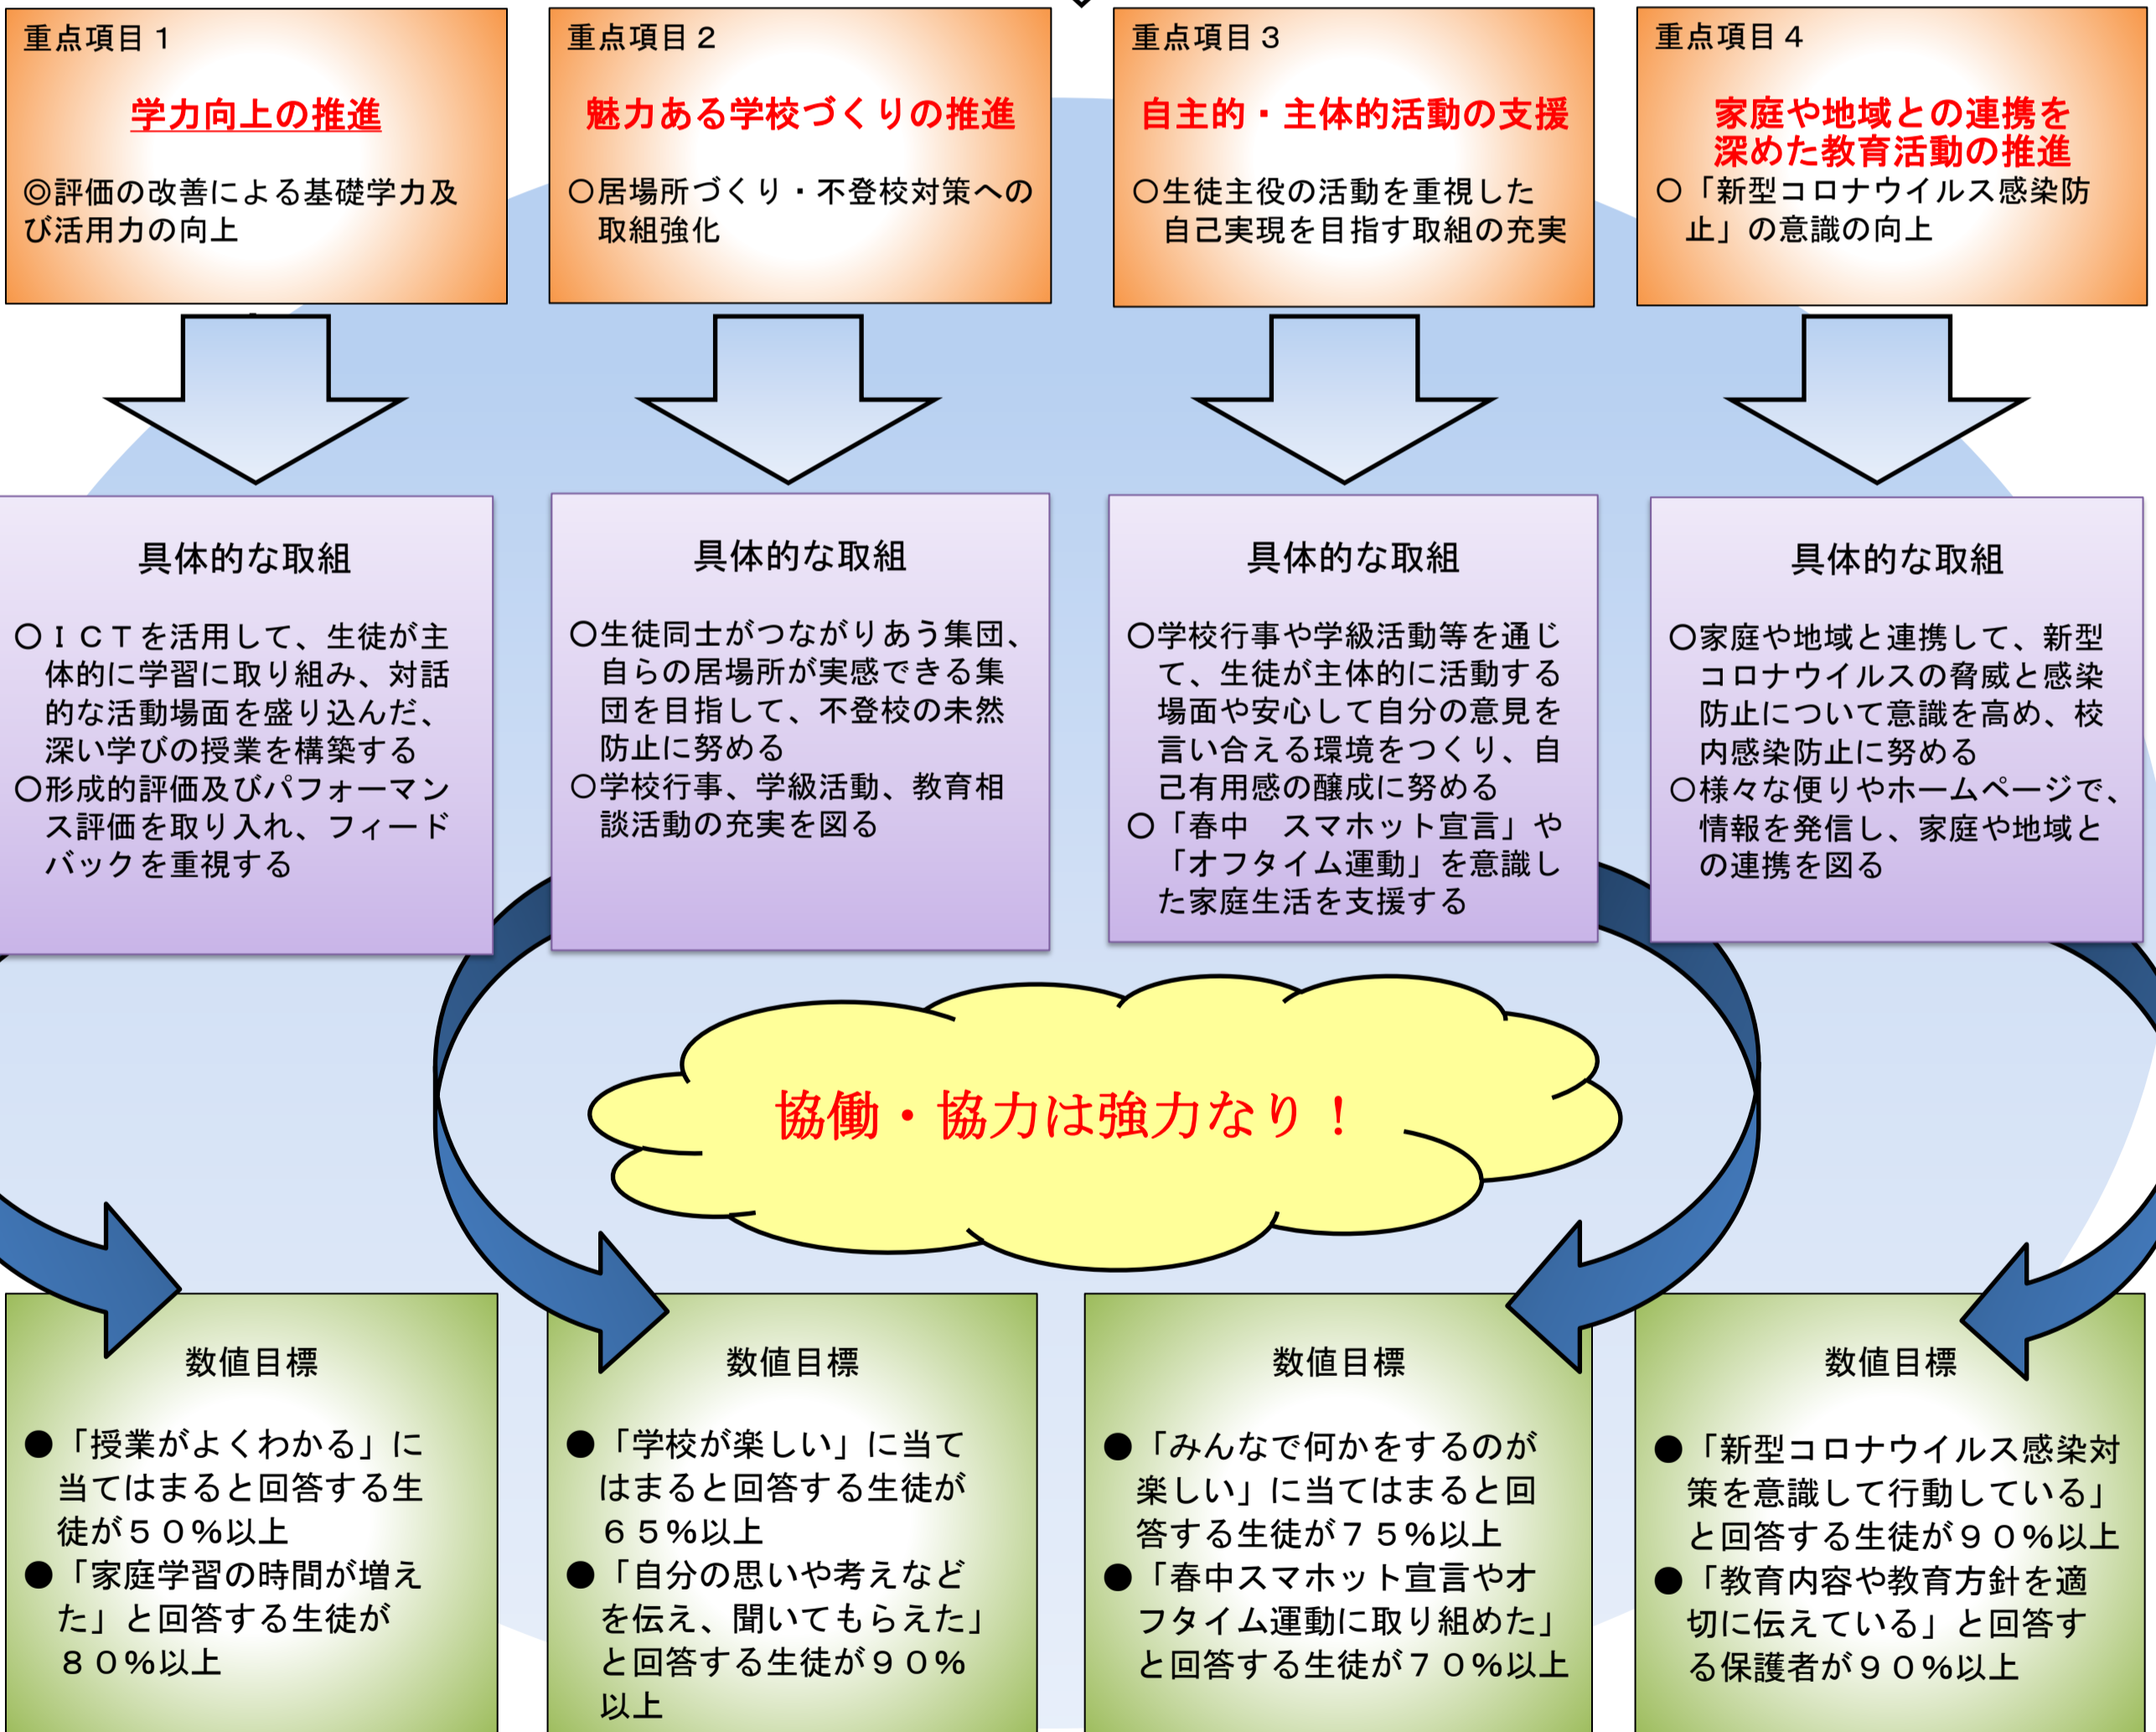 重点項目１
学力向上の推進
◎評価の改善による基礎学力及
び活用力の向上
重点項目２
魅力ある学校づくりの推進
○居場所づくり・不登校対策への
取組強化
重点項目３
自主的・主体的活動の支援
○生徒主役の活動を重視した
自己実現を目指す取組の充実
重点項目４
家庭や地域との連携を
深めた教育活動の推進
○「新型コロナウイルス感染防
止」の意識の向上
具体的な取組
○ＩＣＴを活用して、生徒が主
体的に学習に取り組み、対話
的な活動場面を盛り込んだ、
深い学びの授業を構築する
○形成的評価及びパフォーマン
ス評価を取り入れ、フィード
バックを重視する
具体的な取組
○生徒同士がつながりあう集団、
自らの居場所が実感できる集
団を目指して、不登校の未然
防止に努める
○学校行事、学級活動、教育相
談活動の充実を図る
具体的な取組
○学校行事や学級活動等を通じ
て、生徒が主体的に活動する
場面や安心して自分の意見を
言い合える環境をつくり、自
己有用感の醸成に努める
○「春中　スマホット宣言」や
「オフタイム運動」を意識し
た家庭生活を支援する
具体的な取組
○家庭や地域と連携して、新型
コロナウイルスの脅威と感染
防止について意識を高め、校
内感染防止に努める
○様々な便りやホームページで、
情報を発信し、家庭や地域と
の連携を図る
協働・協力は強力なり！
数値目標
●「授業がよくわかる」に
当てはまると回答する生
徒が５０%以上
●「家庭学習の時間が増え
た」と回答する生徒が
８０%以上
数値目標
●「学校が楽しい」に当て
はまると回答する生徒が
６５%以上
●「自分の思いや考えなど
を伝え、聞いてもらえた」
と回答する生徒が９０%
以上
数値目標
●「みんなで何かをするのが
楽しい」に当てはまると回
答する生徒が７５%以上
●「春中スマホット宣言やオ
フタイム運動に取り組めた」
と回答する生徒が７０%以上
数値目標
●「新型コロナウイルス感染対
策を意識して行動している」
と回答する生徒が９０%以上
●「教育内容や教育方針を適
切に伝えている」と回答す
る保護者が９０%以上